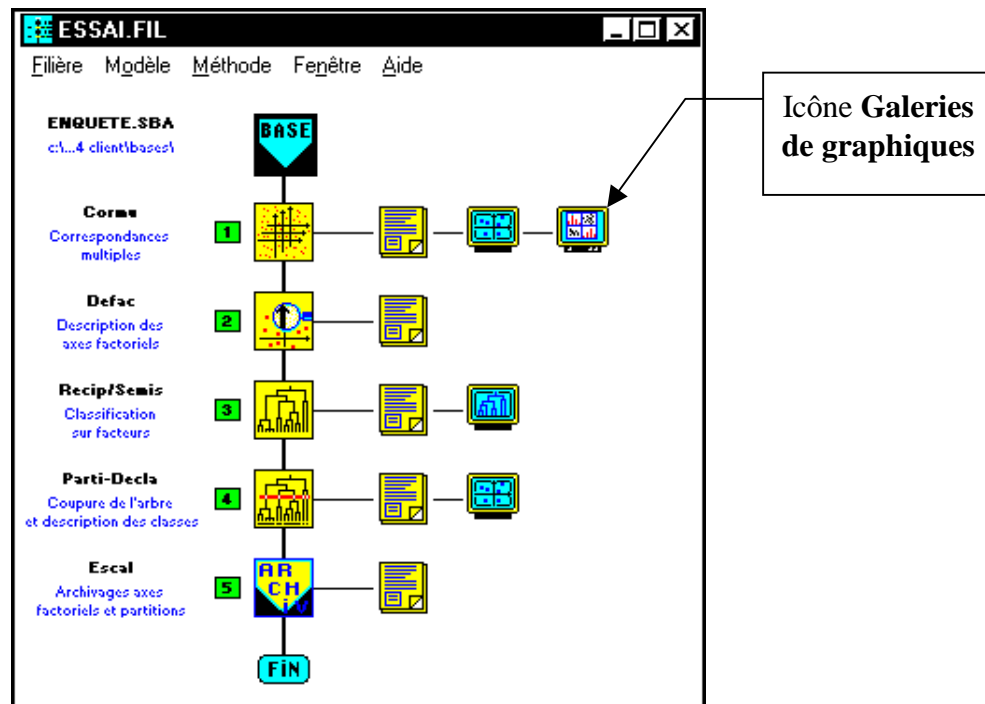 ESSAI.FIL
Filière Modèle Méthode Fenêtre Aide
Icône Galeries
de graphiques
ENQUETE.SBA
c:\...4 client\bases\
BASE
Corme
Correspondances
multiples
1
Defac
Description des
axes factoriels
2
Recip/Semis
Classification
sur facteurs
3
Parti-Decla
Coupure de l'arbre
et description des classes
4
Escal
Archivages axes
factoriels et partitions
5
AR
CH
iV
FIN